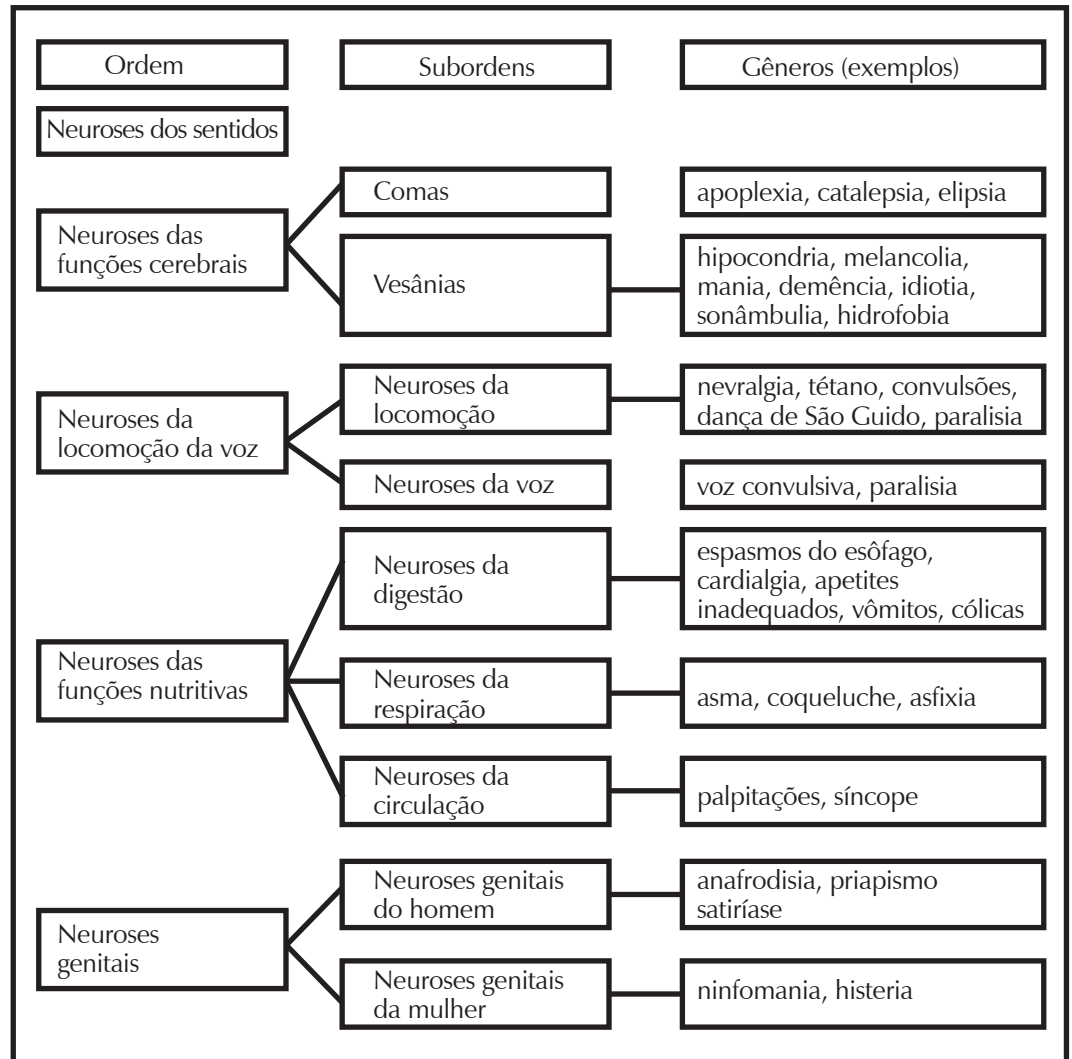 Ordem
Subordens
Gêneros (exemplos)
Neuroses dos sentidos
Neuroses das
funções cerebrais
Comas
apoplexia, catalepsia, elipsia
Vesânias
hipocondria, melancolia,
mania, demência, idiotia,
sonâmbulia, hidrofobia
Neuroses da
locomoção da voz
Neuroses da
locomoção
nevralgia, tétano, convulsões,
dança de São Guido, paralisia
Neuroses da voz
voz convulsiva, paralisia
Neuroses das
funções nutritivas
Neuroses da
digestão
espasmos do esôfago,
cardialgia, apetites
inadequados, vômitos, cólicas
Neuroses da
respiração
asma, coqueluche, asfixia
Neuroses da
circulação
palpitações, síncope
Neuroses
genitais
Neuroses genitais
do homem
anafrodisia, priapismo
satiríase
Neuroses genitais
da mulher
ninfomania, histeria